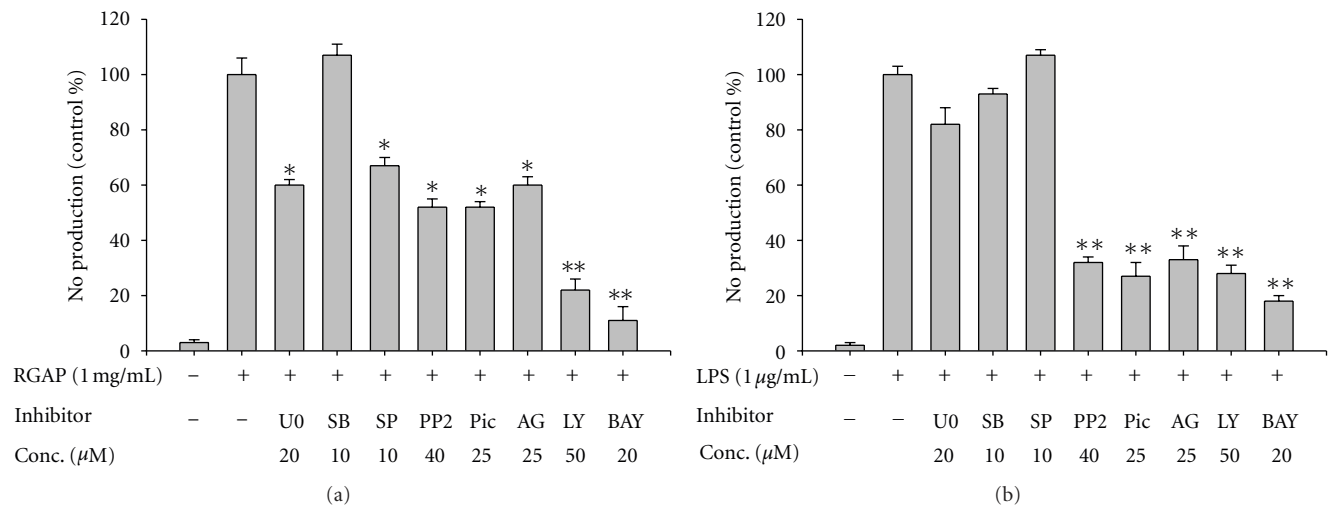 120
100
80
60
40
20
0
No production (control %)
*
*
*
*
*
**
**
RGAP (1 mg/mL) − + + + + + + + + +
Inhibitor − − U0 SB SP PP2 Pic AG LY BAY
Conc. (µM) 20 10 10 40 25 25 50 20
(a)
120
100
80
60
40
20
0
No production (control %)
**
**
**
**
**
LPS (1 µg/mL) − + + + + + + + + +
Inhibitor − − U0 SB SP PP2 Pic AG LY BAY
Conc. (µM) 20 10 10 40 25 25 50 20
(b)